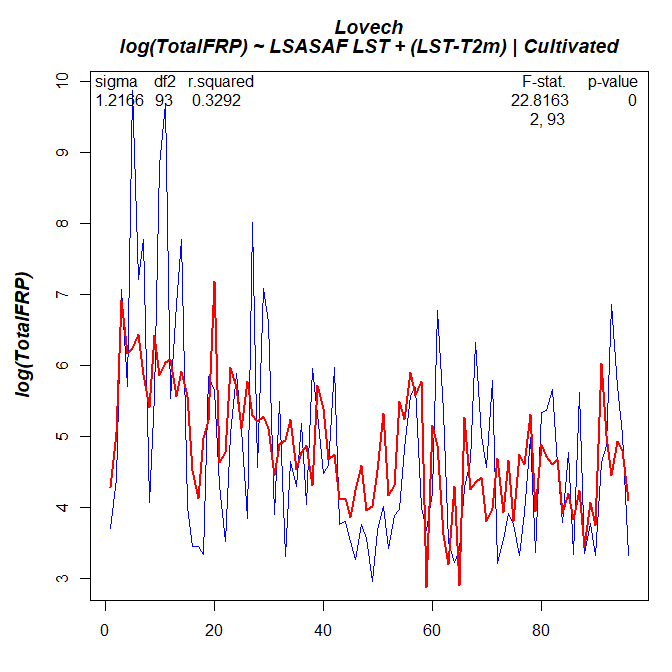 Lovech
log(TotalFRP) ~ LSASAF LST + (LST-T2m) | Cultivated
sigma df2 r.squared F-stat. p-value
1.2166 93 0.3292 22.8163 0
2, 93
log(TotalFRP)
10
9
8
7
6
5
4
3
0 20 40 60 80